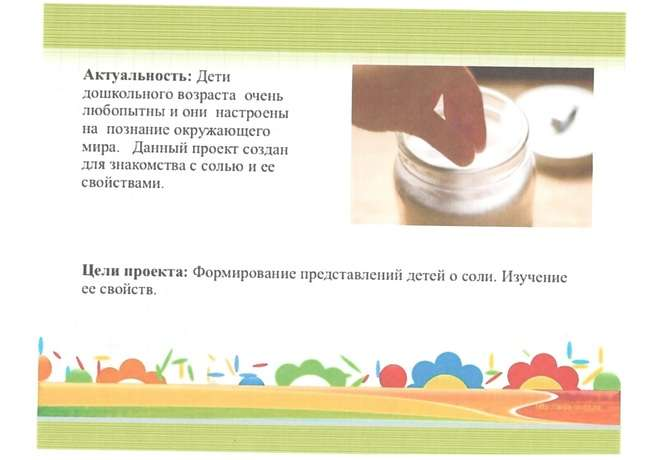 Актуальность: Дети
дошкольного возраста очень
любопытны и они настроены
на познание окружающего
мира. Данный проект создан
для знакомства с солью и ее
свойствами.
Цели проекта: Формирование представлений детей о соли. Изучение
ее свойств.